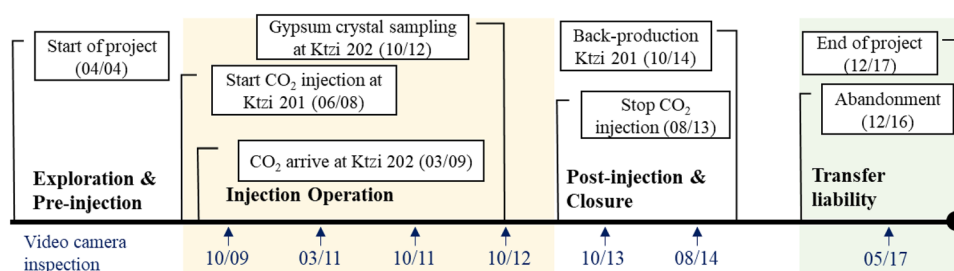 Start of project
(04/04)
Gypsum crystal sampling
at Ktzi 202 (10/12)
Start CO₂ injection at
Ktzi 201 (06/08)
CO₂ arrive at Ktzi 202 (03/09)
Back-production
Ktzi 201 (10/14)
Stop CO₂
injection (08/13)
End of project
(12/17)
Abandonment
(12/16)
Exploration &
Pre-injection
Injection Operation
Post-injection &
Closure
Transfer
liability
Video camera
inspection
10/09
03/11
10/11
10/12
10/13
08/14
05/17